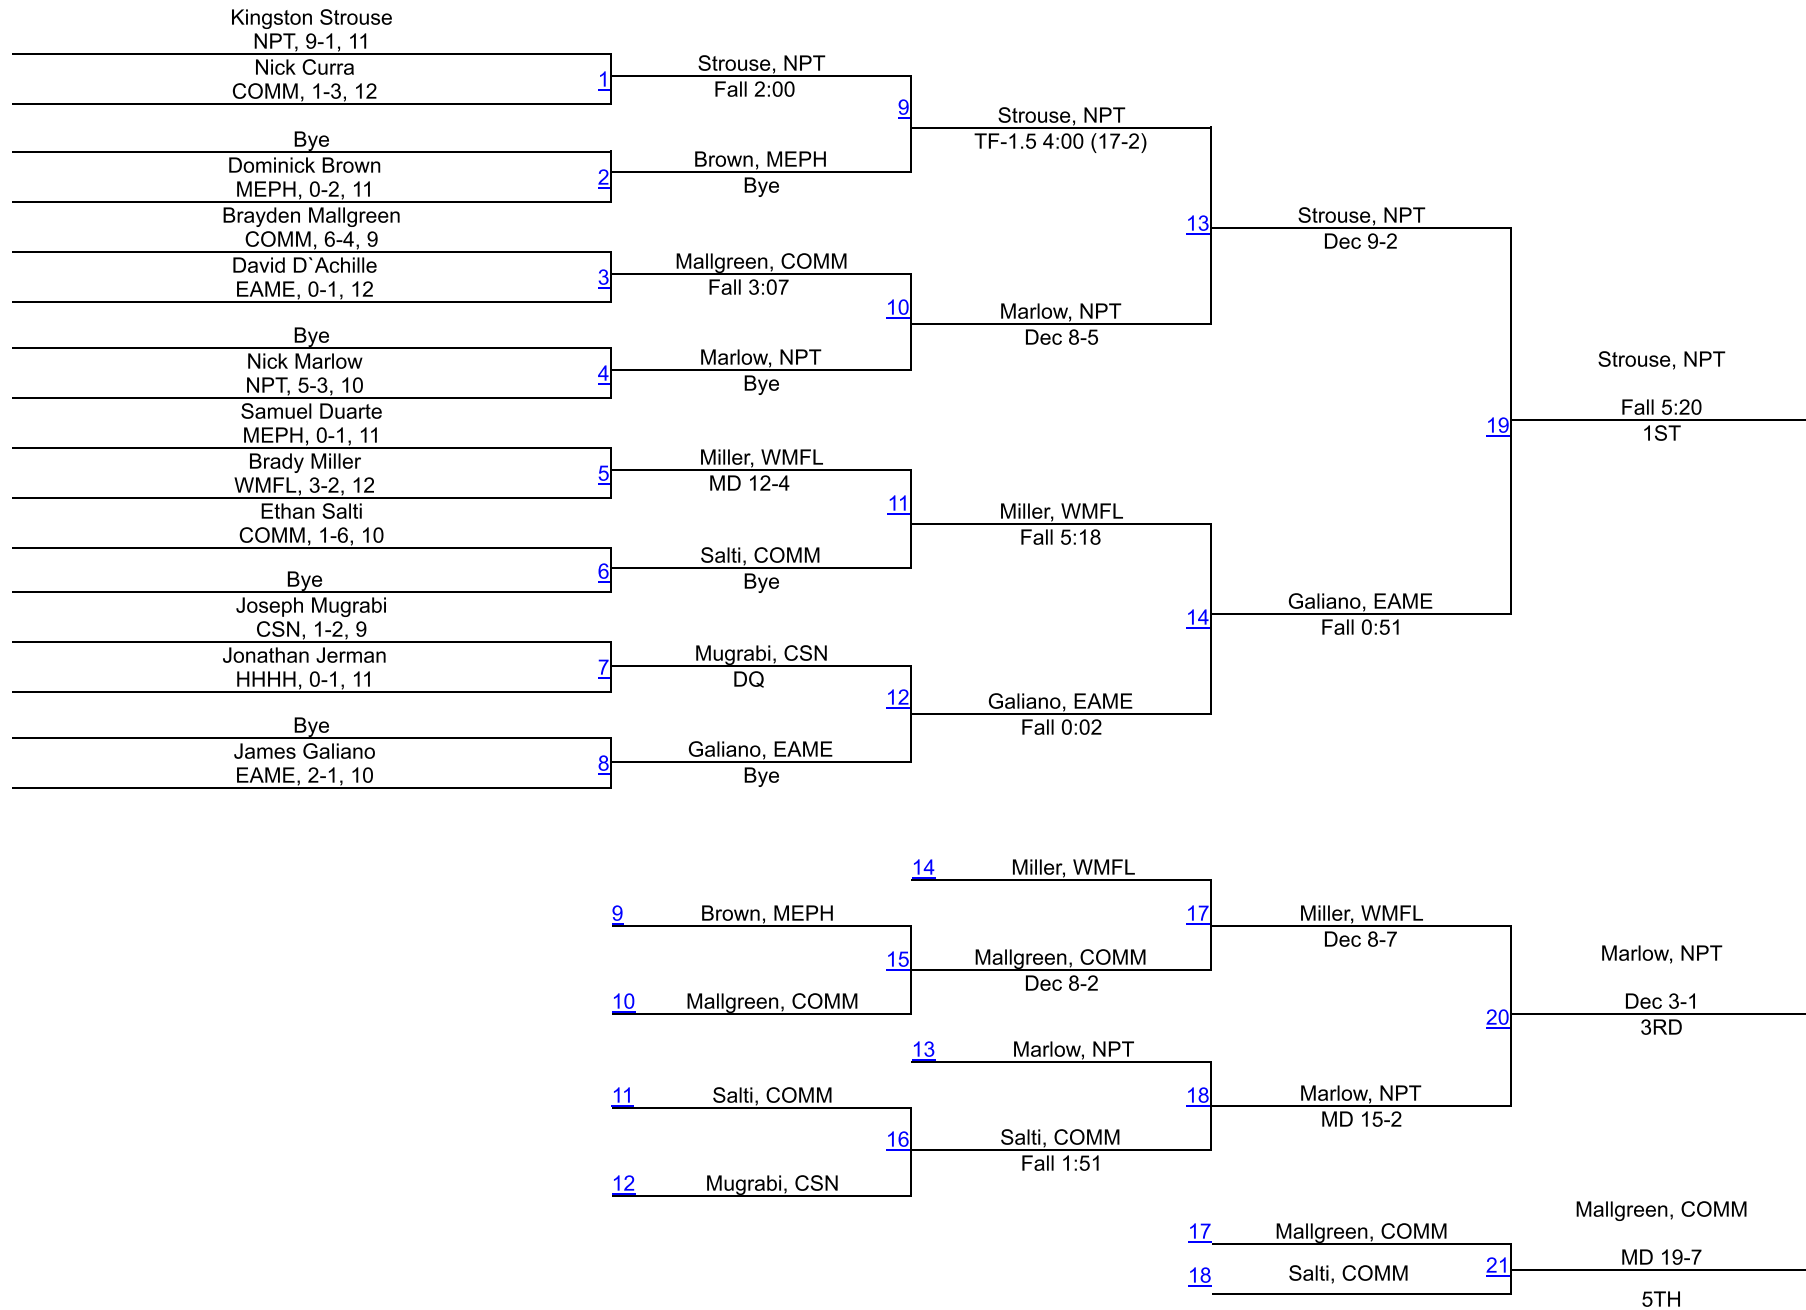 Kingston Strouse
NPT, 9-1, 11
Nick Curra
COMM, 1-3, 12
1
Strouse, NPT
Fall 2:00
9
Bye
Dominick Brown
MEPH, 0-2, 11
2
Brown, MEPH
Bye
Strouse, NPT
TF-1.5 4:00 (17-2)
13
Brayden Mallgreen
COMM, 6-4, 9
David D`Achille
EAME, 0-1, 12
3
Mallgreen, COMM
Fall 3:07
10
Bye
Nick Marlow
NPT, 5-3, 10
4
Marlow, NPT
Bye
Marlow, NPT
Dec 8-5
Strouse, NPT
Dec 9-2
19
Samuel Duarte
MEPH, 0-1, 11
Brady Miller
WMFL, 3-2, 12
5
Miller, WMFL
MD 12-4
11
Ethan Salti
COMM, 1-6, 10
Bye
6
Salti, COMM
Bye
Miller, WMFL
Fall 5:18
14
Joseph Mugrabi
CSN, 1-2, 9
Jonathan Jerman
HHHH, 0-1, 11
7
Mugrabi, CSN
DQ
12
Bye
James Galiano
EAME, 2-1, 10
8
Galiano, EAME
Bye
Galiano, EAME
Fall 0:02
Galiano, EAME
Fall 0:51
Strouse, NPT
Fall 5:20
1ST
14
Miller, WMFL
17
9
Brown, MEPH
15
10
Mallgreen, COMM
Mallgreen, COMM
Dec 8-2
Miller, WMFL
Dec 8-7
20
13
Marlow, NPT
18
11
Salti, COMM
16
12
Mugrabi, CSN
Salti, COMM
Fall 1:51
Marlow, NPT
MD 15-2
Marlow, NPT
Dec 3-1
3RD
17
Mallgreen, COMM
18
Salti, COMM
21
Mallgreen, COMM
MD 19-7
5TH